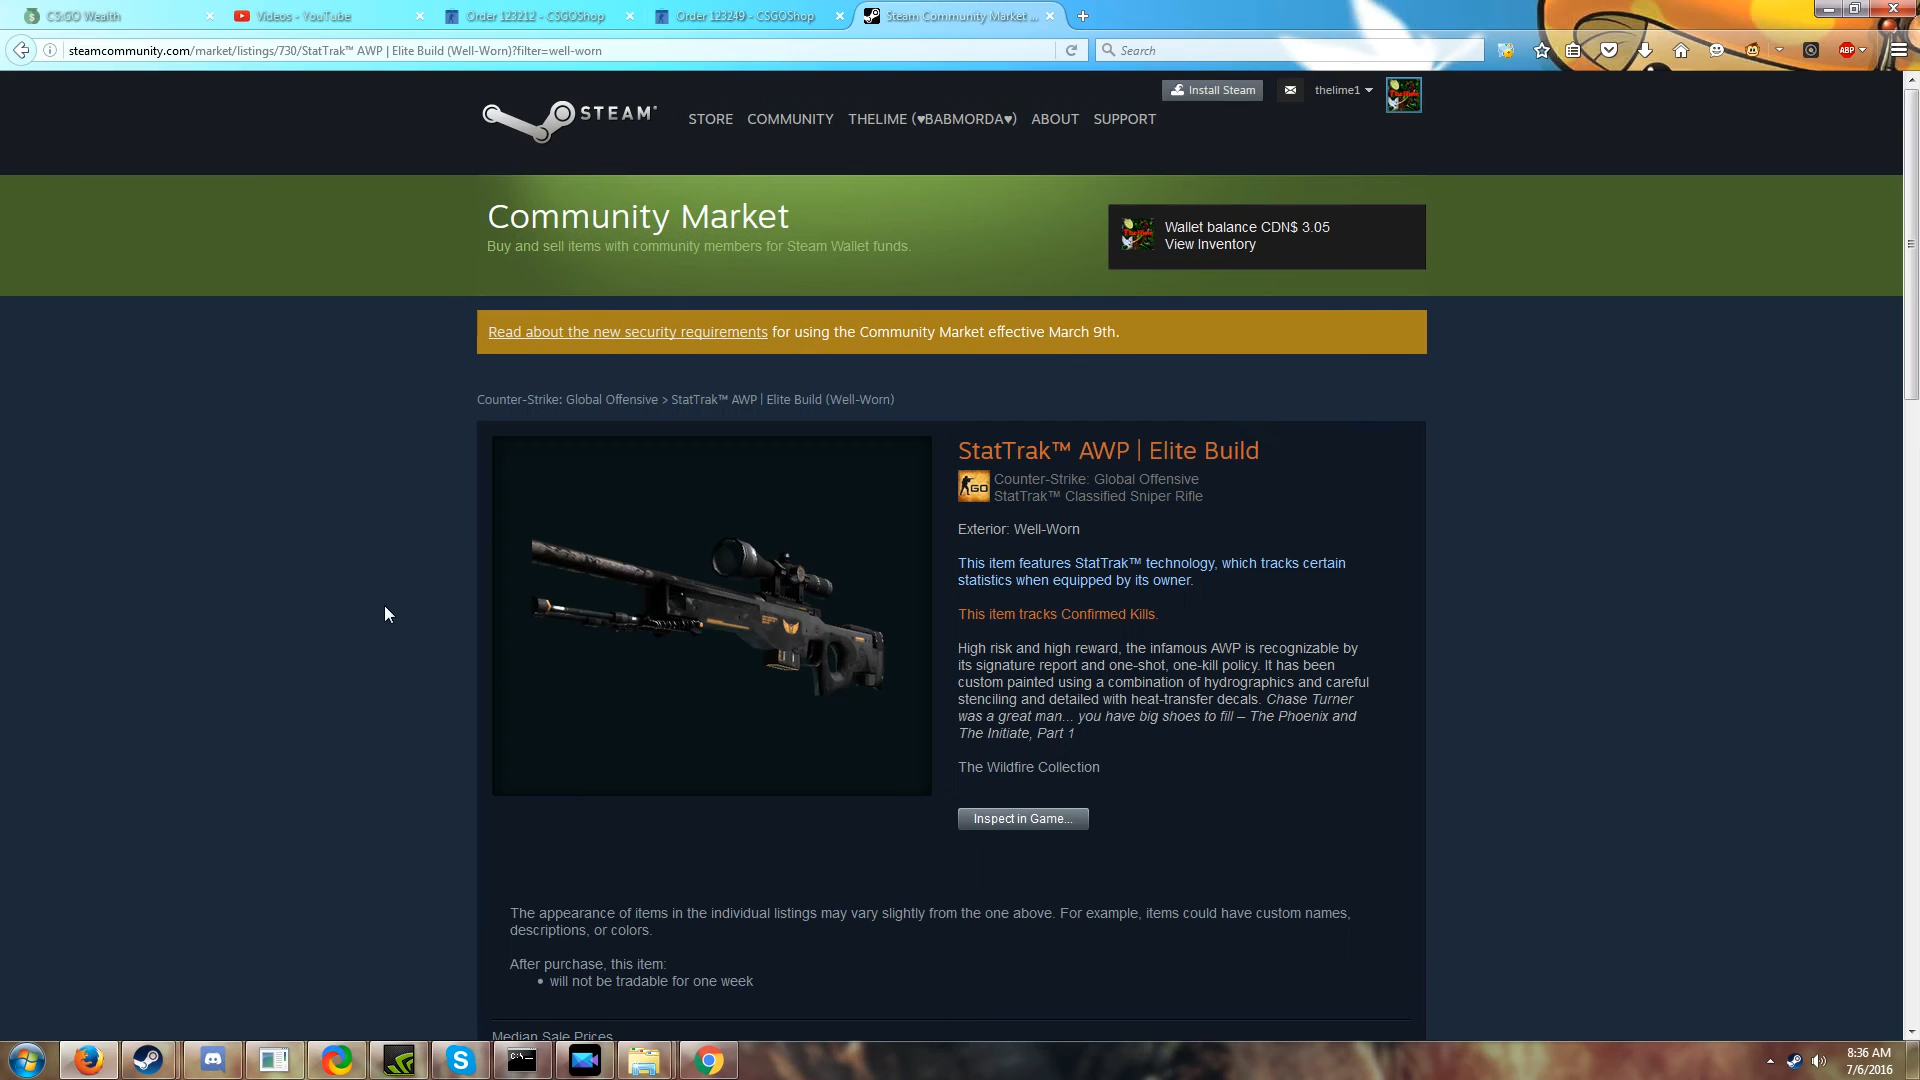 CS:GO Wealth
Videos - YouTube
Order 123212 - CSGOShop
Order 123249 - CSGOShop
Steam Community Market ...
steamcommunity.com/market/listings/730/StatTrak™ AWP | Elite Build (Well-Worn)?filter=well-worn
Search
ABP
Install Steam
thelime1
STEAM
STORE COMMUNITY THELIME (♥BABMORDA♥) ABOUT SUPPORT
Community Market
Buy and sell items with community members for Steam Wallet funds.
Wallet balance CDN$ 3.05
View Inventory
Read about the new security requirements for using the Community Market effective March 9th.
Counter-Strike: Global Offensive > StatTrak™ AWP | Elite Build (Well-Worn)
StatTrak™ AWP | Elite Build
GO
Counter-Strike: Global Offensive
StatTrak™ Classified Sniper Rifle
Exterior: Well-Worn
This item features StatTrak™ technology, which tracks certain
statistics when equipped by its owner.
This item tracks Confirmed Kills.
High risk and high reward, the infamous AWP is recognizable by
its signature report and one-shot, one-kill policy. It has been
custom painted using a combination of hydrographics and careful
stenciling and detailed with heat-transfer decals. Chase Turner
was a great man... you have big shoes to fill – The Phoenix and
The Initiate, Part 1
The Wildfire Collection
Inspect in Game...
The appearance of items in the individual listings may vary slightly from the one above. For example, items could have custom names,
descriptions, or colors.
After purchase, this item:
• will not be tradable for one week
Median Sale Prices
8:36 AM
7/6/2016